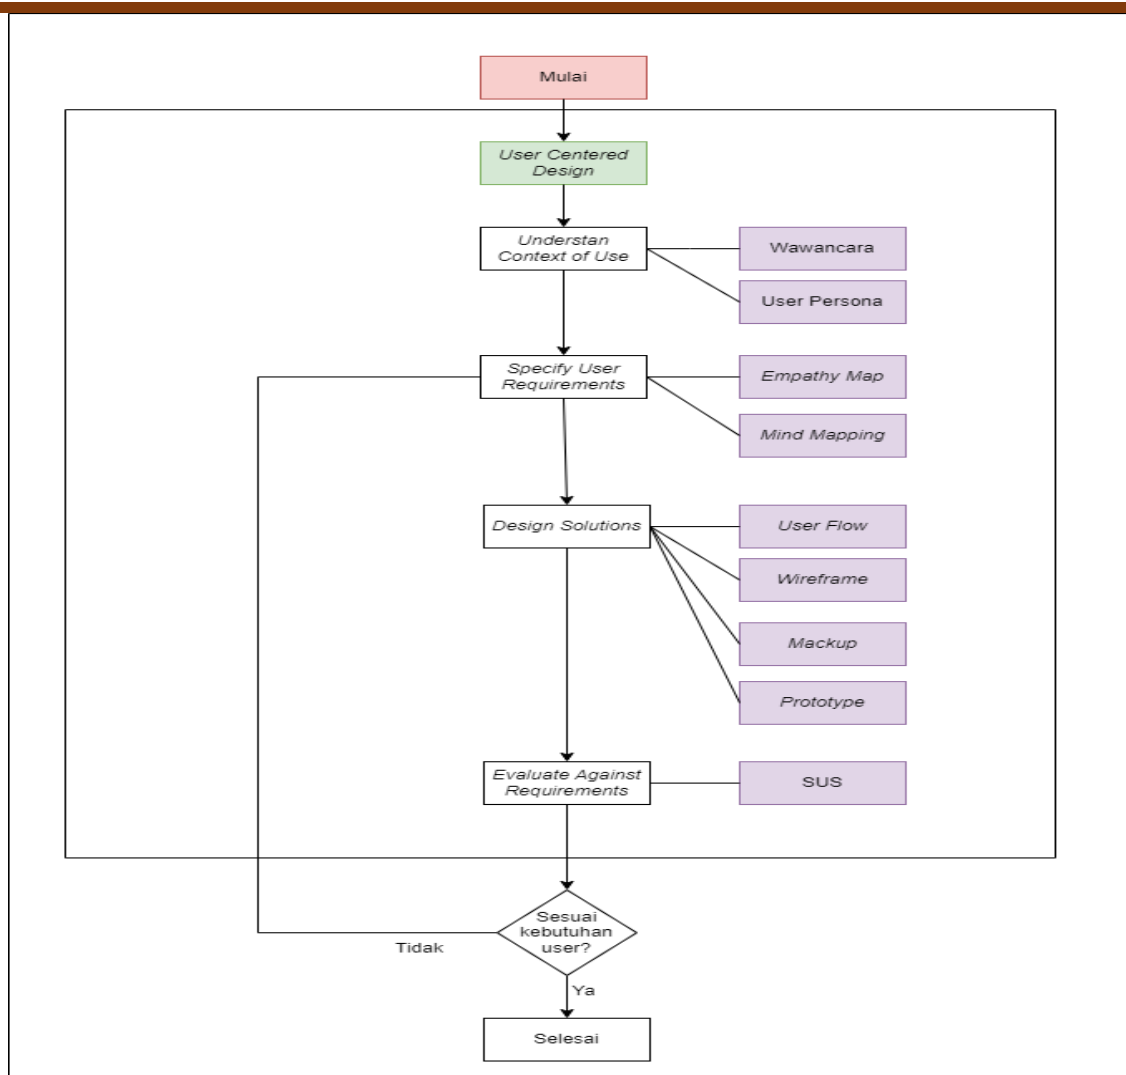 Mulai
User Centered
Design
Understan
Context of Use
Wawancara
User Persona
Specify User
Requirements
Empathy Map
Mind Mapping
Design Solutions
User Flow
Wireframe
Mackup
Prototype
Evaluate Against
Requirements
SUS
Sesuai
kebutuhan
user?
Tidak
Ya
Selesai